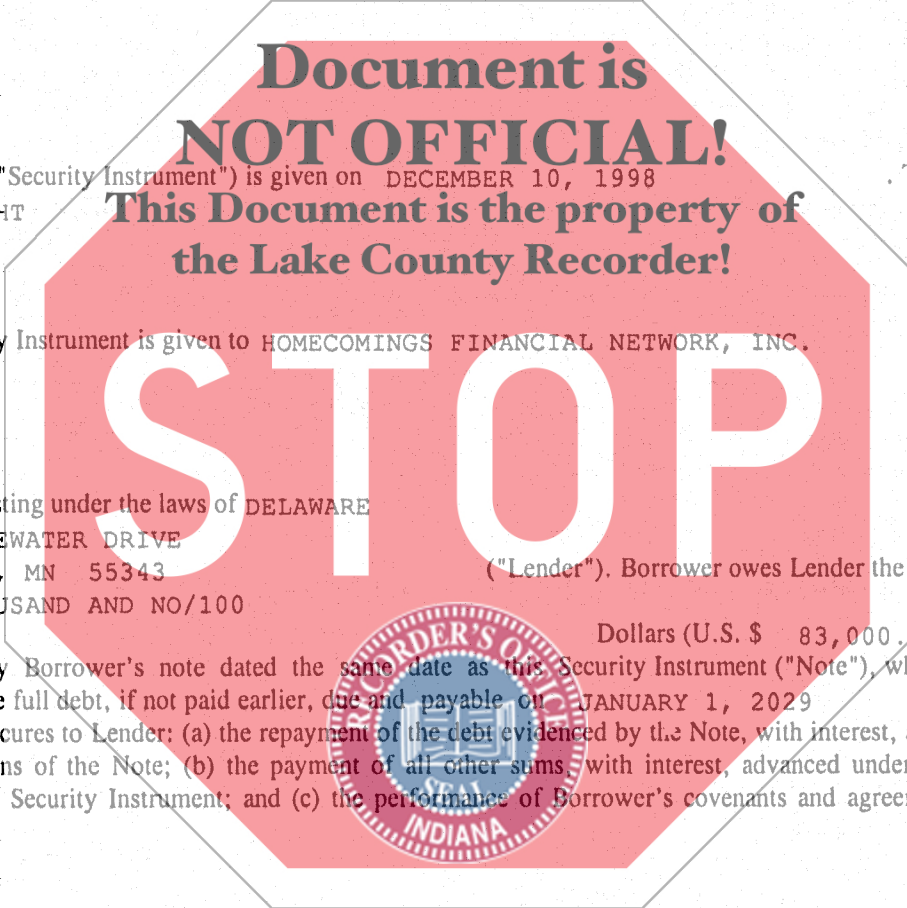 Document is
NOT OFFICIAL!
"Security Instrument") is given on DECEMBER 10, 1998 .
HT
This Document is the property of
the Lake County Recorder!
Instrument is given to HOMECOMINGS FINANCIAL NETWORK, INC.
STOP
ting under the laws of DELAWARE
EWATER DRIVE
, MN 55343 ("Lender"). Borrower owes Lender the
USAND AND NO/100
Dollars (U.S. $ 83,000.
y Borrower's note dated the same date as this Security Instrument ("Note"), wh
e full debt, if not paid earlier, due and payable on JANUARY 1, 2029
cures to Lender: (a) the repayment of the debt evidenced by the Note, with interest,
ns of the Note; (b) the payment of all other sums, with interest, advanced under
Security Instrument; and (c) the performance of Borrower's covenants and agree
RECORDER'S OFFICE
SEAL
INDIANA